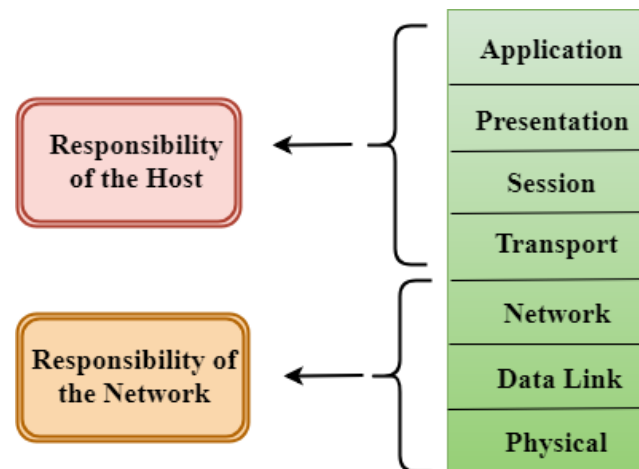 Responsibility
of the Host
Responsibility of
the Network
Application
Presentation
Session
Transport
Network
Data Link
Physical